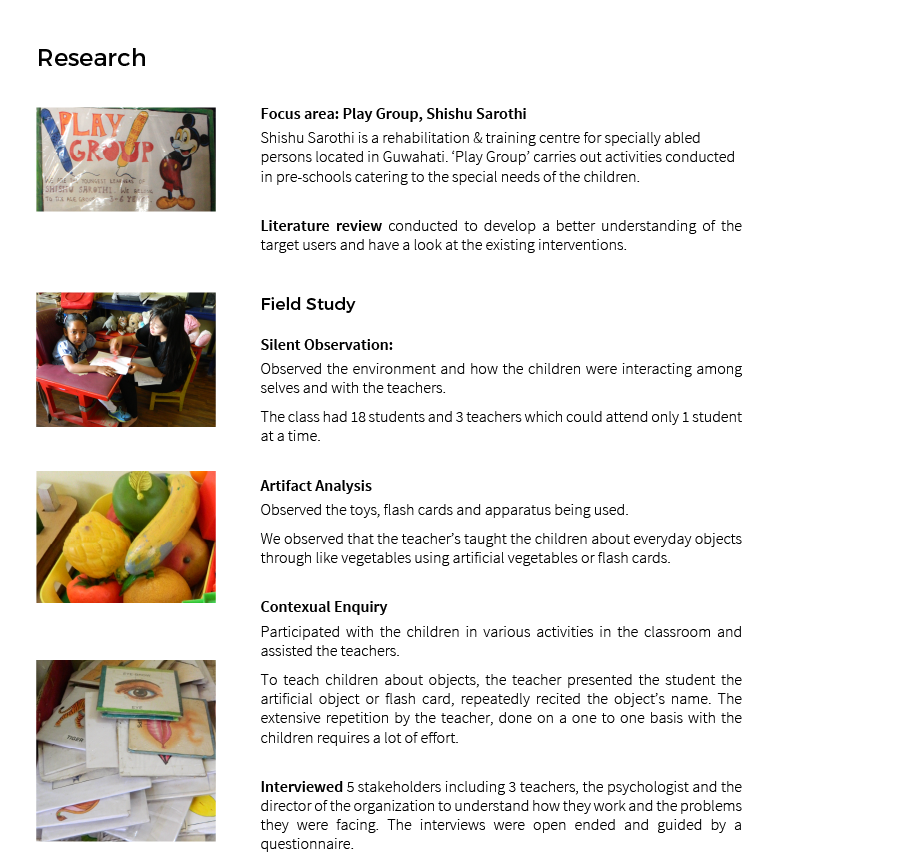 Research
PLAY
GROUP
WE ARE THE YOUNGEST
SHISHU SAROTHI. WE BELONG
TO SIX AGE GROUP 3-6 YEARS
Focus area: Play Group, Shishu Sarothi
Shishu Sarothi is a rehabilitation & training centre for specially abled
persons located in Guwahati. ‘Play Group’ carries out activities conducted
in pre-schools catering to the special needs of the children.
Literature review conducted to develop a better understanding of the
target users and have a look at the existing interventions.
Field Study
Silent Observation:
Observed the environment and how the children were interacting among
selves and with the teachers.
The class had 18 students and 3 teachers which could attend only 1 student
at a time.
Artifact Analysis
Observed the toys, flash cards and apparatus being used.
We observed that the teacher’s taught the children about everyday objects
through like vegetables using artificial vegetables or flash cards.
Contexual Enquiry
Participated with the children in various activities in the classroom and
assisted the teachers.
To teach children about objects, the teacher presented the student the
artificial object or flash card, repeatedly recited the object’s name. The
extensive repetition by the teacher, done on a one to one basis with the
children requires a lot of effort.
EYE
TIGER
Interviewed 5 stakeholders including 3 teachers, the psychologist and the
director of the organization to understand how they work and the problems
they were facing. The interviews were open ended and guided by a
questionnaire.